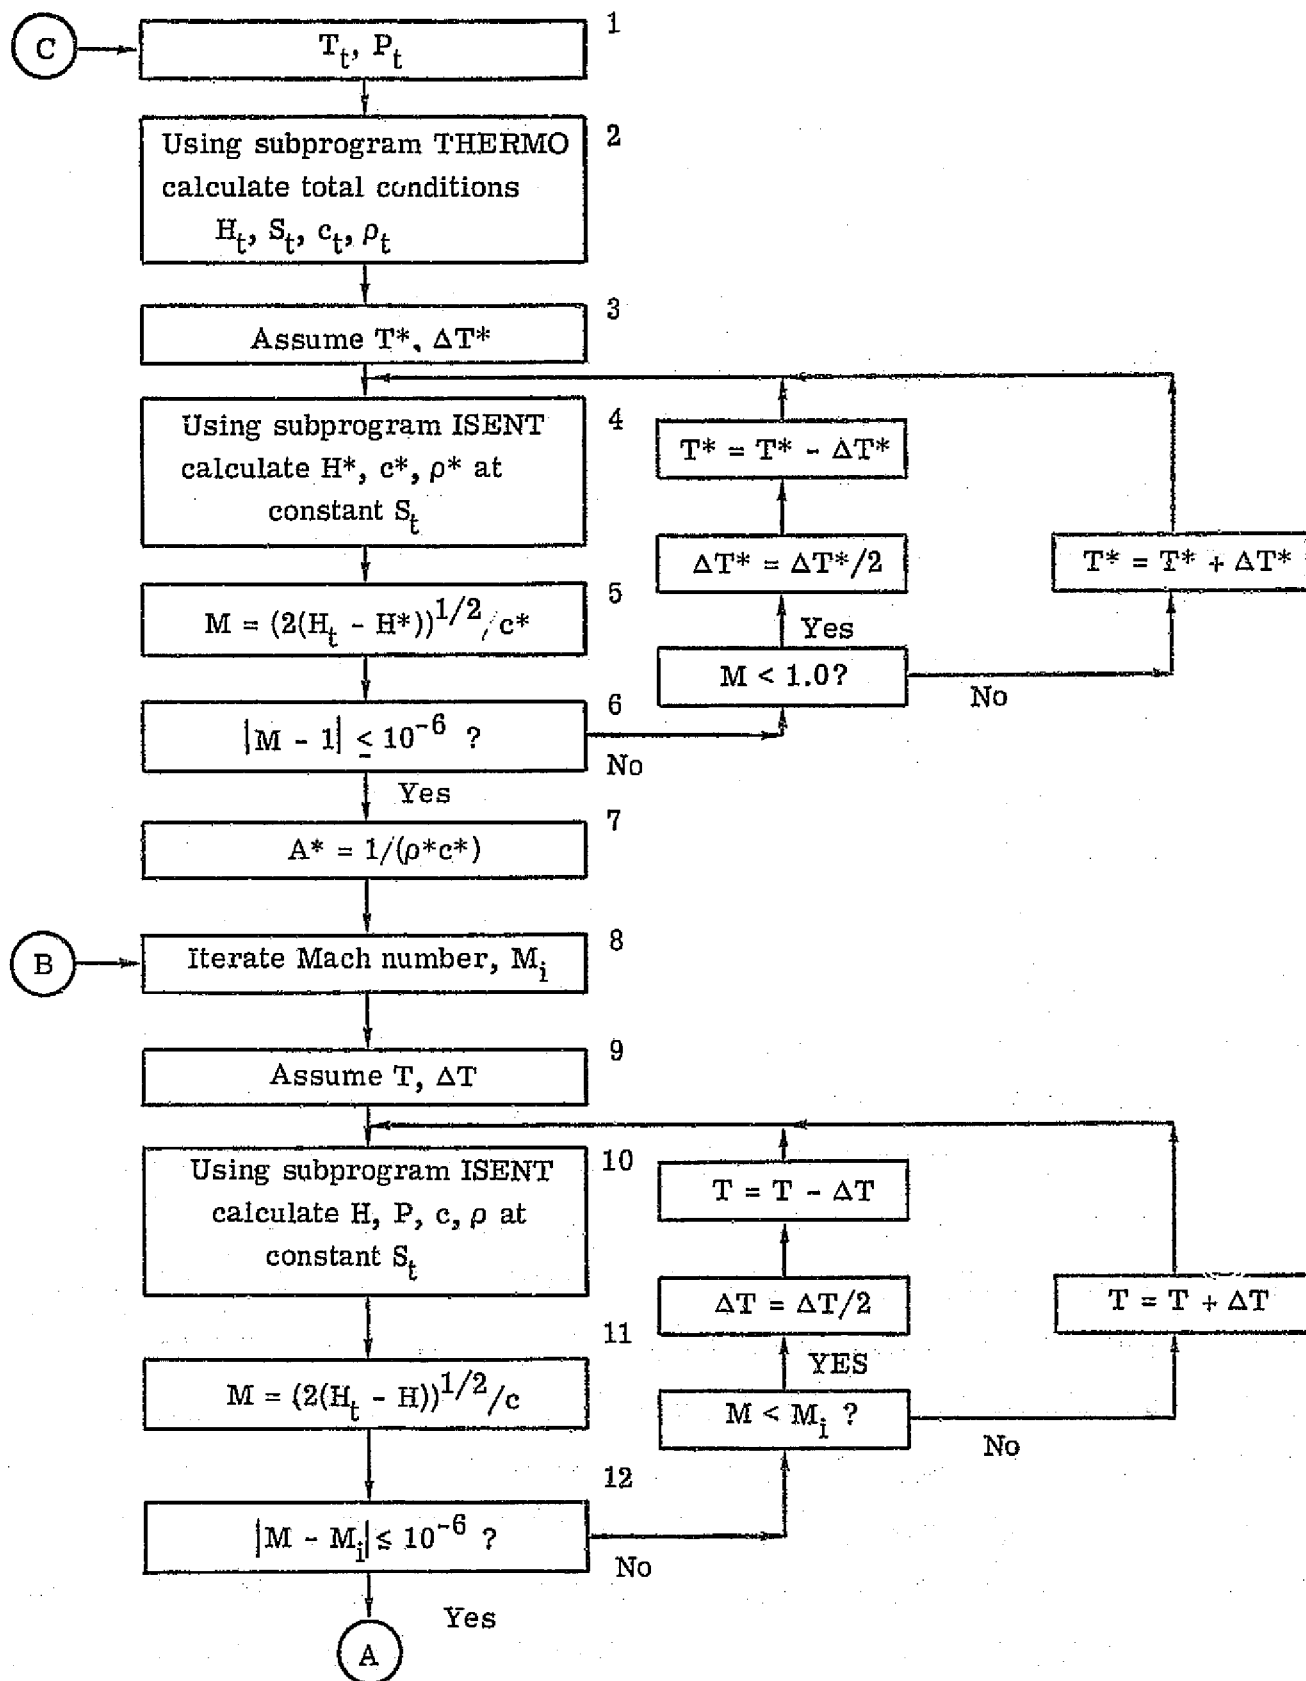 C
1
T_t, P_t
2
Using subprogram THERMO
calculate total conditions
H_t, S_t, c_t, ρ_t
3
Assume T*, ΔT*
4
Using subprogram ISENT
calculate H*, c*, ρ* at
constant S_t
T* = T* - ΔT*
ΔT* = ΔT*/2
T* = T* + ΔT*
5
M = (2(H_t - H*))^1/2/c*
Yes
M < 1.0?
No
6
|M - 1| ≤ 10^-6 ?
No
Yes
7
A* = 1/(ρ*c*)
B
8
Iterate Mach number, M_i
9
Assume T, ΔT
10
Using subprogram ISENT
calculate H, P, c, ρ at
constant S_t
T = T - ΔT
ΔT = ΔT/2
T = T + ΔT
11
M = (2(H_t - H))^1/2/c
YES
M < M_i ?
No
12
|M - M_i| ≤ 10^-6 ?
No
Yes
A